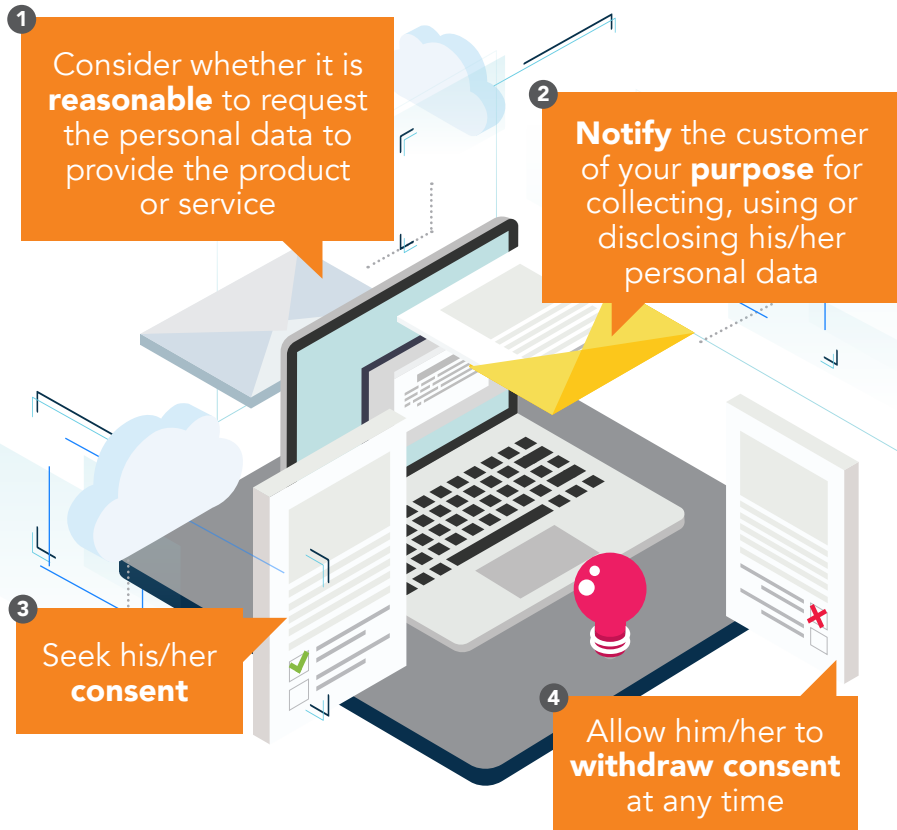 1
Consider whether it is
reasonable to request
the personal data to
provide the product
or service
2
Notify the customer
of your purpose for
collecting, using or
disclosing his/her
personal data
3
Seek his/her
consent
4
Allow him/her to
withdraw consent
at any time